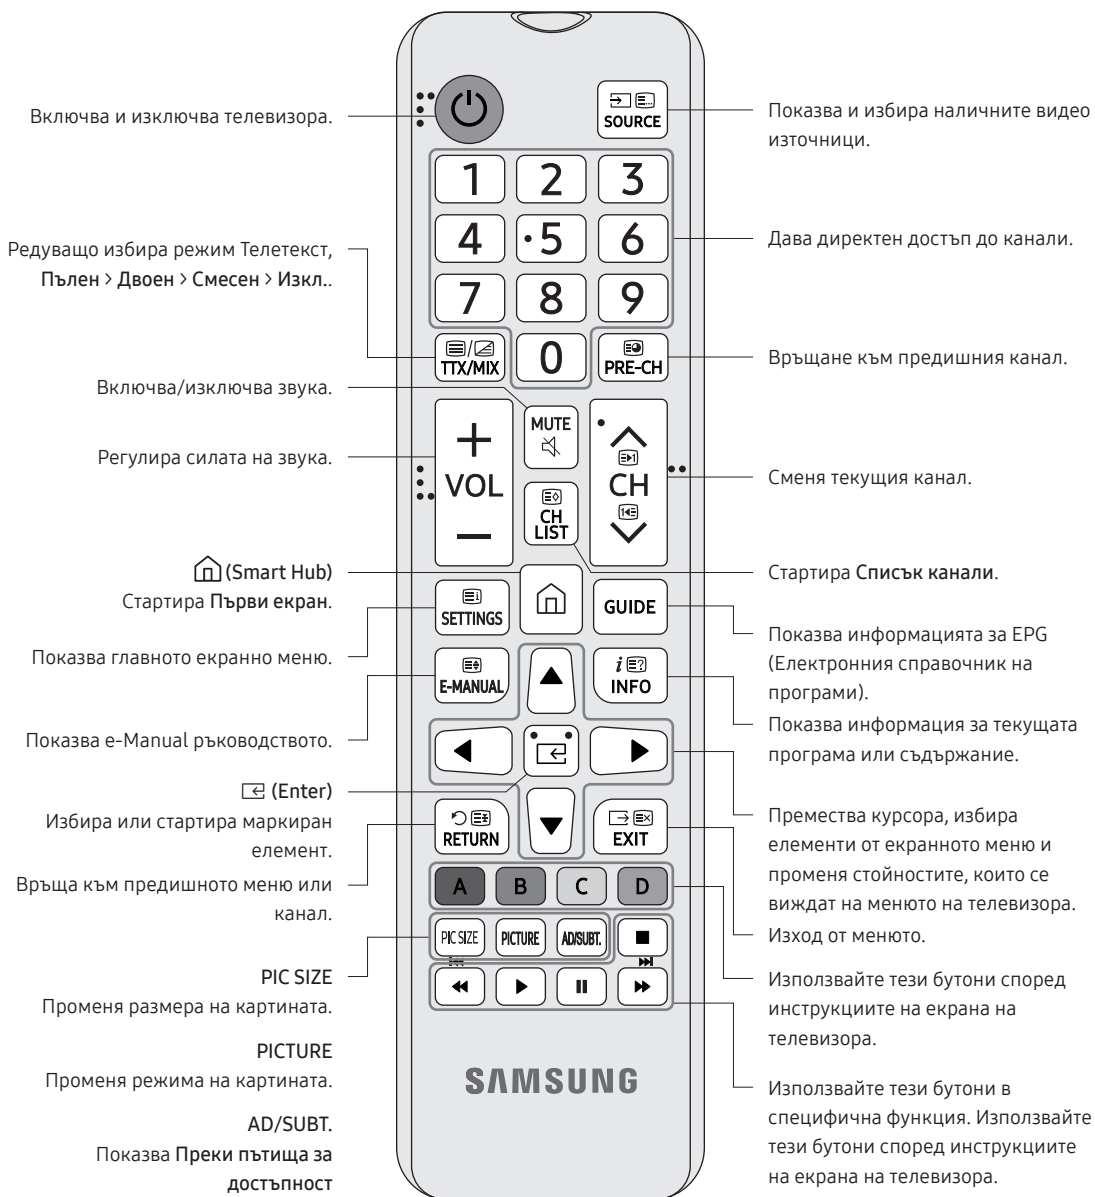 Включва и изключва телевизора.
Редуващо избира режим Телетекст,
Пълен > Двоен > Смесен > Изкл..
Включва/изключва звука.
Регулира силата на звука.
(Smart Hub)
Стартира Първи екран.
Показва главното екранно меню.
Показва e-Manual ръководството.
(Enter)
Избира или стартира маркиран
елемент.
Връща към предишното меню или
канал.
PIC SIZE
Променя размера на картината.
PICTURE
Променя режима на картината.
AD/SUBT.
Показва Преки пътища за
достъпност
SOURCE
1 2 3
4 5 6
7 8 9
TTX/MIX 0 PRE-CH
MUTE
VOL
CH
CH
LIST
SETTINGS
GUIDE
E-MANUAL
i
INFO
RETURN
EXIT
A B C D
PIC SIZE PICTURE AD/SUBT.
SAMSUNG
Показва и избира наличните видео
източници.
Дава директен достъп до канали.
Връщане към предишния канал.
Сменя текущия канал.
Стартира Списък канали.
Показва информацията за EPG
(Електронния справочник на
програми).
Показва информация за текущата
програма или съдържание.
Премества курсора, избира
елементи от екранното меню и
променя стойностите, които се
виждат на менюто на телевизора.
Изход от менюто.
Използвайте тези бутони според
инструкциите на екрана на
телевизора.
Използвайте тези бутони в
специфична функция. Използвайте
тези бутони според инструкциите
на екрана на телевизора.